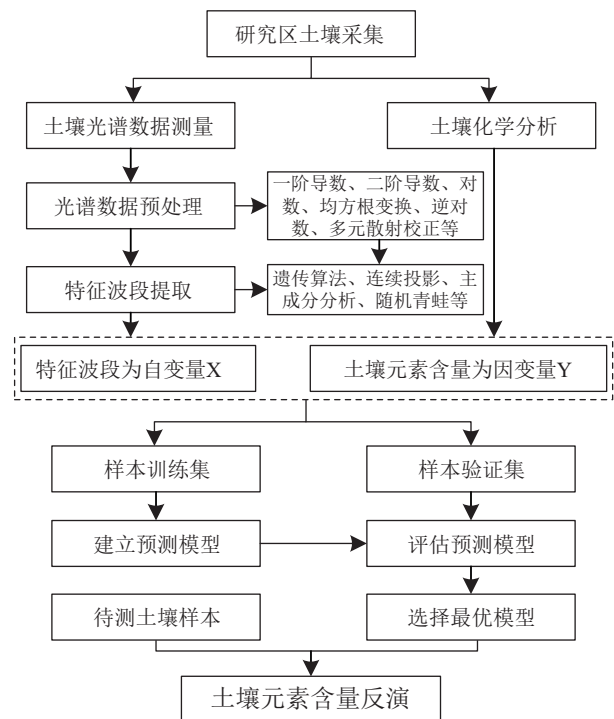 研究区土壤采集
土壤光谱数据测量
土壤化学分析
光谱数据预处理
一阶导数、二阶导数、对
数、均方根变换、逆对
数、多元散射校正等
特征波段提取
遗传算法、连续投影、主
成分分析、随机青蛙等
特征波段为自变量X
土壤元素含量为因变量Y
样本训练集
样本验证集
建立预测模型
评估预测模型
待测土壤样本
选择最优模型
土壤元素含量反演